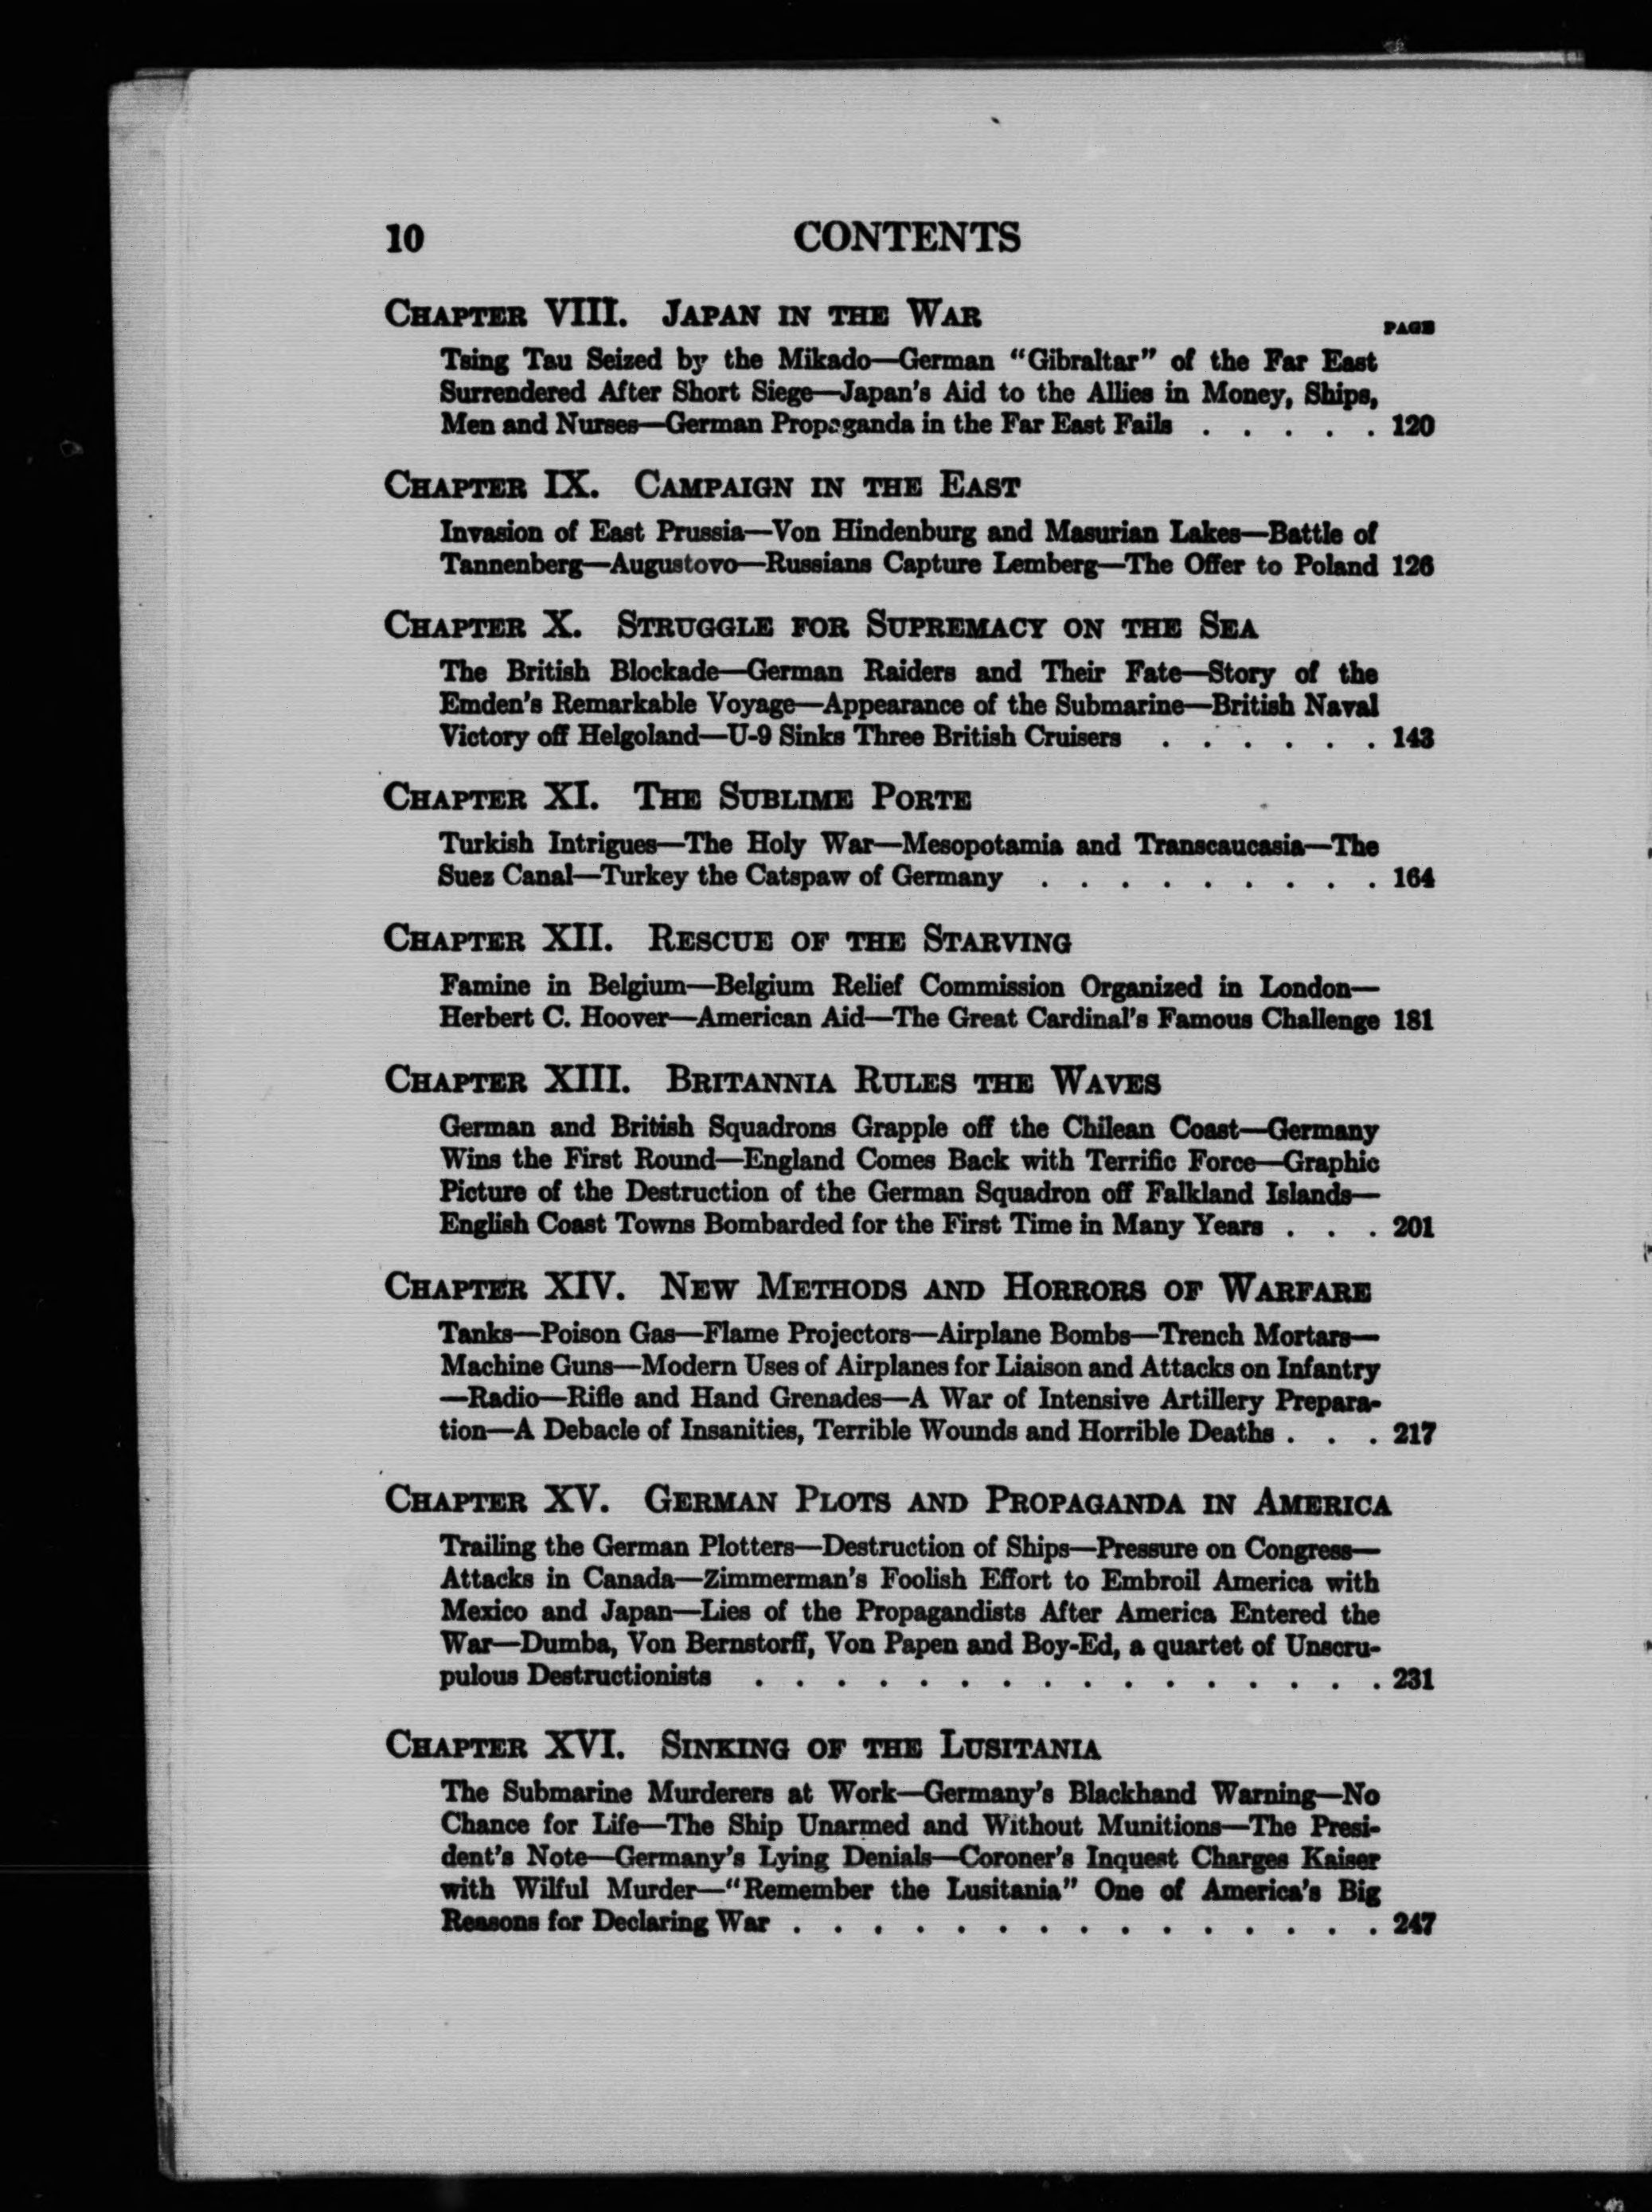 10 CONTENTS
CHAPTER VIII. JAPAN IN THE WAR
PAGE
Tsing Tau Seized by the Mikado—German "Gibraltar" of the Far East
Surrendered After Short Siege—Japan's Aid to the Allies in Money, Ships,
Men and Nurses—German Propaganda in the Far East Fails . . . . . 120
CHAPTER IX. CAMPAIGN IN THE EAST
Invasion of East Prussia—Von Hindenburg and Masurian Lakes—Battle of
Tannenberg—Augustovo—Russians Capture Lemberg—The Offer to Poland 126
CHAPTER X. STRUGGLE FOR SUPREMACY ON THE SEA
The British Blockade—German Raiders and Their Fate—Story of the
Emden's Remarkable Voyage—Appearance of the Submarine—British Naval
Victory off Helgoland—U-9 Sinks Three British Cruisers . . . . . . 143
CHAPTER XI. THE SUBLIME PORTE
Turkish Intrigues—The Holy War—Mesopotamia and Transcaucasia—The
Suez Canal—Turkey the Catspaw of Germany . . . . . . . . . 164
CHAPTER XII. RESCUE OF THE STARVING
Famine in Belgium—Belgium Relief Commission Organized in London—
Herbert C. Hoover—American Aid—The Great Cardinal's Famous Challenge 181
CHAPTER XIII. BRITANNIA RULES THE WAVES
German and British Squadrons Grapple off the Chilean Coast—Germany
Wins the First Round—England Comes Back with Terrific Force—Graphic
Picture of the Destruction of the German Squadron off Falkland Islands—
English Coast Towns Bombarded for the First Time in Many Years . . . 201
CHAPTER XIV. NEW METHODS AND HORRORS OF WARFARE
Tanks—Poison Gas—Flame Projectors—Airplane Bombs—Trench Mortars—
Machine Guns—Modern Uses of Airplanes for Liaison and Attacks on Infantry
—Radio—Rifle and Hand Grenades—A War of Intensive Artillery Prepara-
tion—A Debacle of Insanities, Terrible Wounds and Horrible Deaths . . . 217
CHAPTER XV. GERMAN PLOTS AND PROPAGANDA IN AMERICA
Trailing the German Plotters—Destruction of Ships—Pressure on Congress—
Attacks in Canada—Zimmerman's Foolish Effort to Embroil America with
Mexico and Japan—Lies of the Propagandists After America Entered the
War—Dumba, Von Bernstorff, Von Papen and Boy-Ed, a quartet of Unscru-
pulous Destructionists . . . . . . . . . . . . . . . . 231
CHAPTER XVI. SINKING OF THE LUSITANIA
The Submarine Murderers at Work—Germany's Blackhand Warning—No
Chance for Life—The Ship Unarmed and Without Munitions—The Presi-
dent's Note—Germany's Lying Denials—Coroner's Inquest Charges Kaiser
with Wilful Murder—"Remember the Lusitania" One of America's Big
Reasons for Declaring War . . . . . . . . . . . . . . . 247